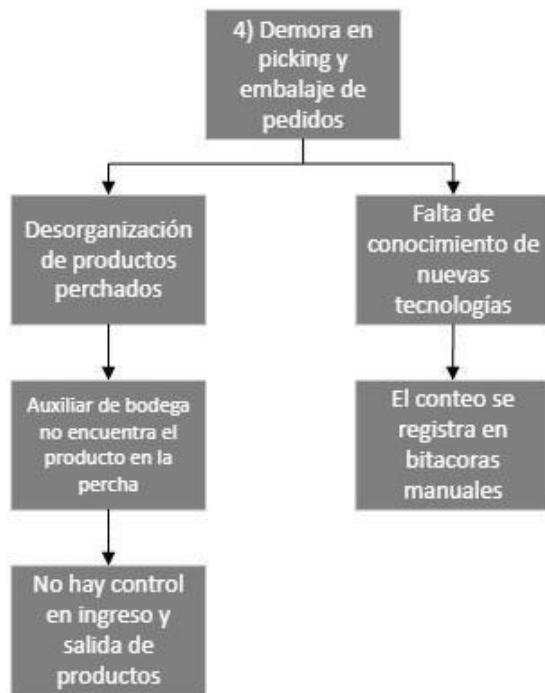 4) Demora en
picking y
embalaje de
pedidos
Desorganización
de productos
perchados
Falta de
conocimiento de
nuevas
tecnologías
Auxiliar de bodega
no encuentra el
producto en la
percha
El conteo se
registra en
bitacoras
manuales
No hay control
en ingreso y
salida de
productos